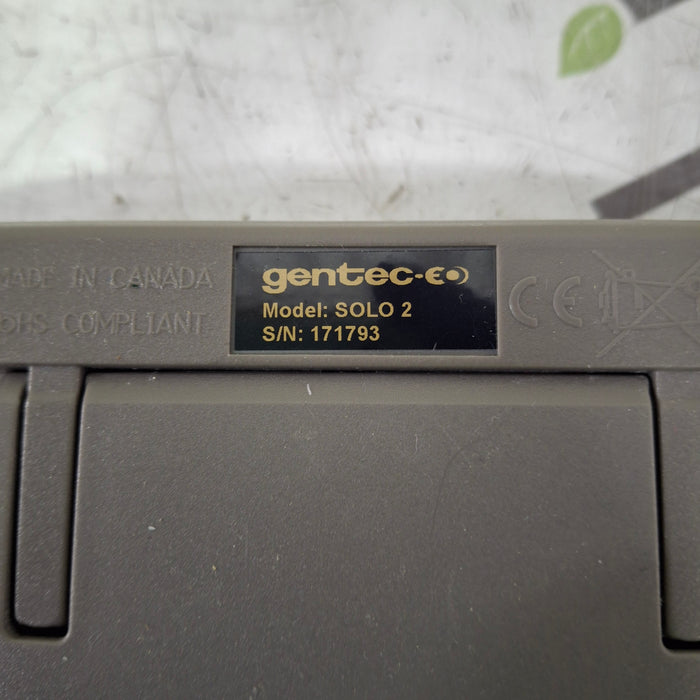 MADE IN CANADA
RoHS COMPLIANT
gentec-eo
Model: SOLO 2
S/N: 171793
CE